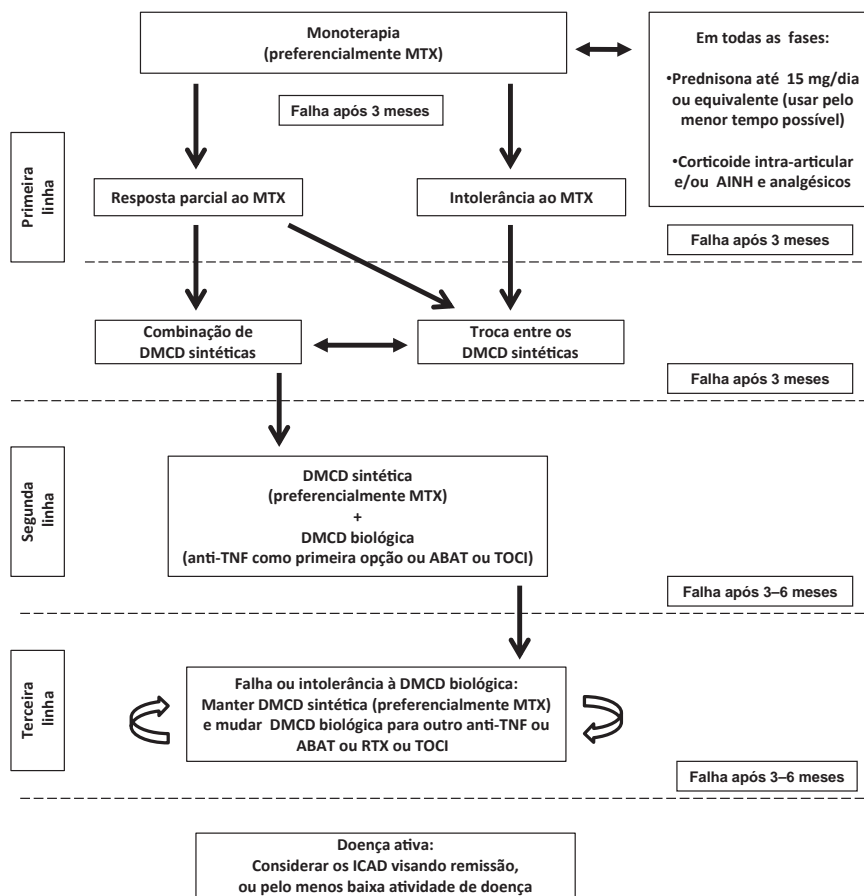 Monoterapia
(preferencialmente MTX)
Em todas as fases:
•Prednisona até 15 mg/dia
ou equivalente (usar pelo
menor tempo possível)
•Corticoide intra-articular
e/ou AINH e analgésicos
Falha após 3 meses
Primeira
linha
Resposta parcial ao MTX
Intolerância ao MTX
Falha após 3 meses
Combinação de
DMCD sintéticas
Troca entre os
DMCD sintéticas
Falha após 3 meses
Segunda
linha
DMCD sintética
(preferencialmente MTX)
+
DMCD biológica
(anti-TNF como primeira opção ou ABAT ou TOCI)
Falha após 3–6 meses
Terceira
linha
Falha ou intolerância à DMCD biológica:
Manter DMCD sintética (preferencialmente MTX)
e mudar DMCD biológica para outro anti-TNF ou
ABAT ou RTX ou TOCI
Falha após 3–6 meses
Doença ativa:
Considerar os ICAD visando remissão,
ou pelo menos baixa atividade de doença